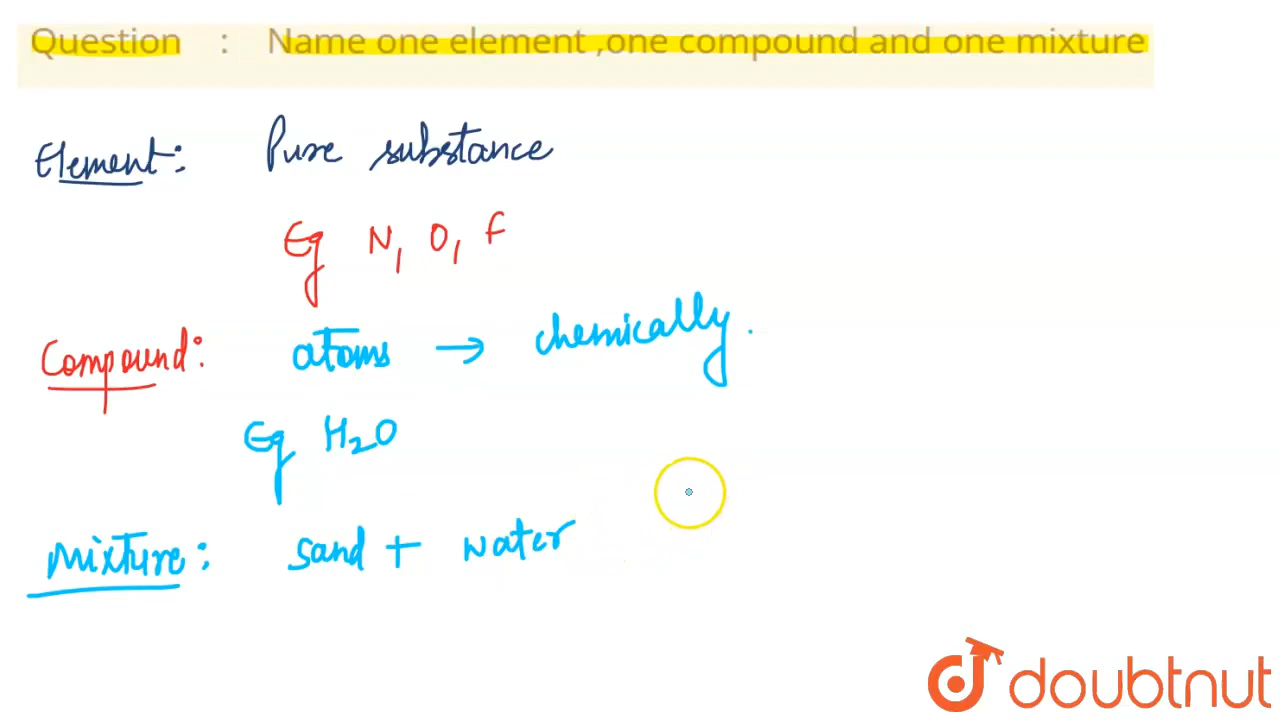 Question : Name one element ,one compound and one mixture
Element: Pure substance
Eg N, O, F
Compound: atoms → chemically.
Eg H₂O
Mixture: sand + water
doubtnut